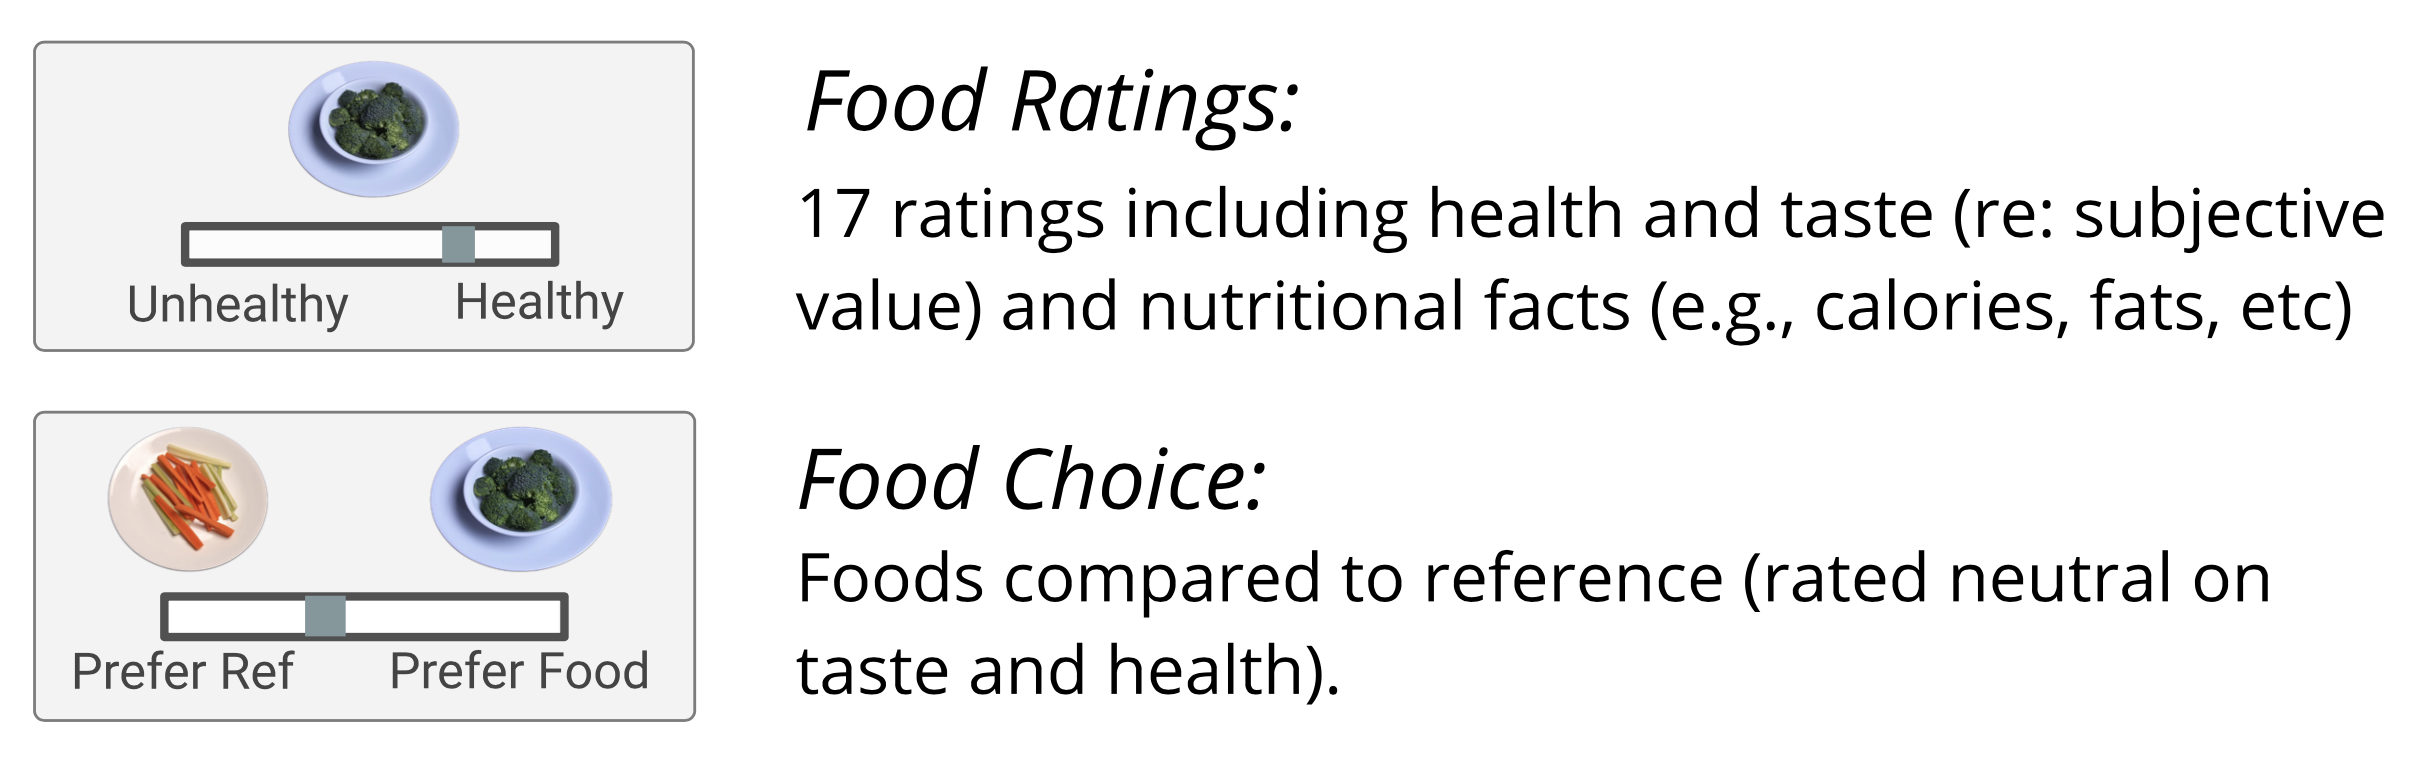 Unhealthy Healthy
Food Ratings:
17 ratings including health and taste (re: subjective
value) and nutritional facts (e.g., calories, fats, etc)
Prefer Ref Prefer Food
Food Choice:
Foods compared to reference (rated neutral on
taste and health).